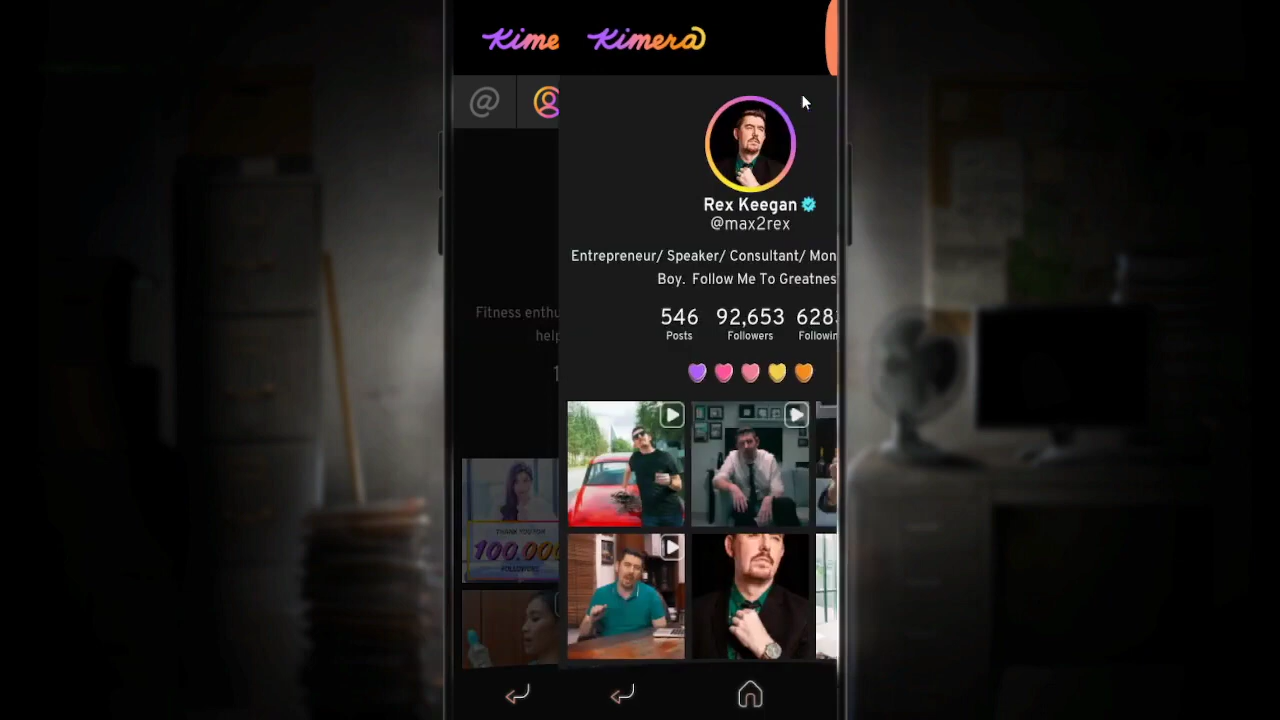 Kime
Kimera
@
Rex Keegan
@max2rex
Entrepreneur/ Speaker/ Consultant/ Mon
Boy. Follow Me To Greatnes
546 92,653 628
Posts Followers Followin
Fitness enthu
help
THANK YOU FOR
100,000
FOLLOWERS